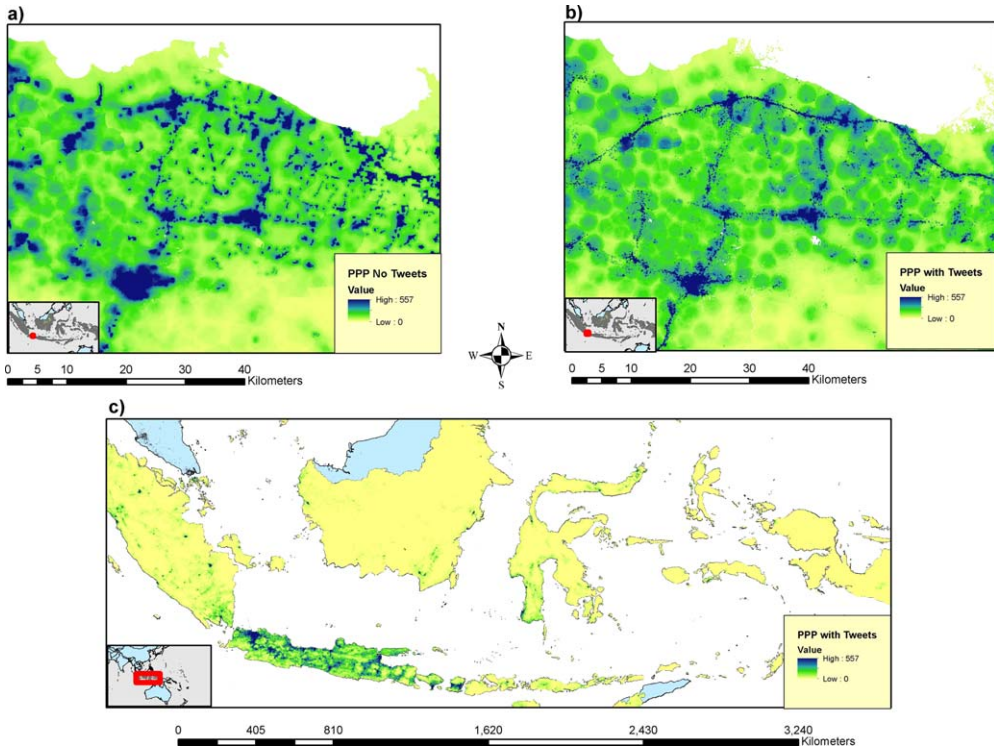 a)
PPP No Tweets
Value
High : 557
Low : 0
0 5 10 20 30 40
Kilometers
N
W E
S
b)
PPP with Tweets
Value
High : 557
Low : 0
0 5 10 20 30 40
Kilometers
c)
PPP with Tweets
Value
High : 557
Low : 0
0 405 810 1,620 2,430 3,240
Kilometers